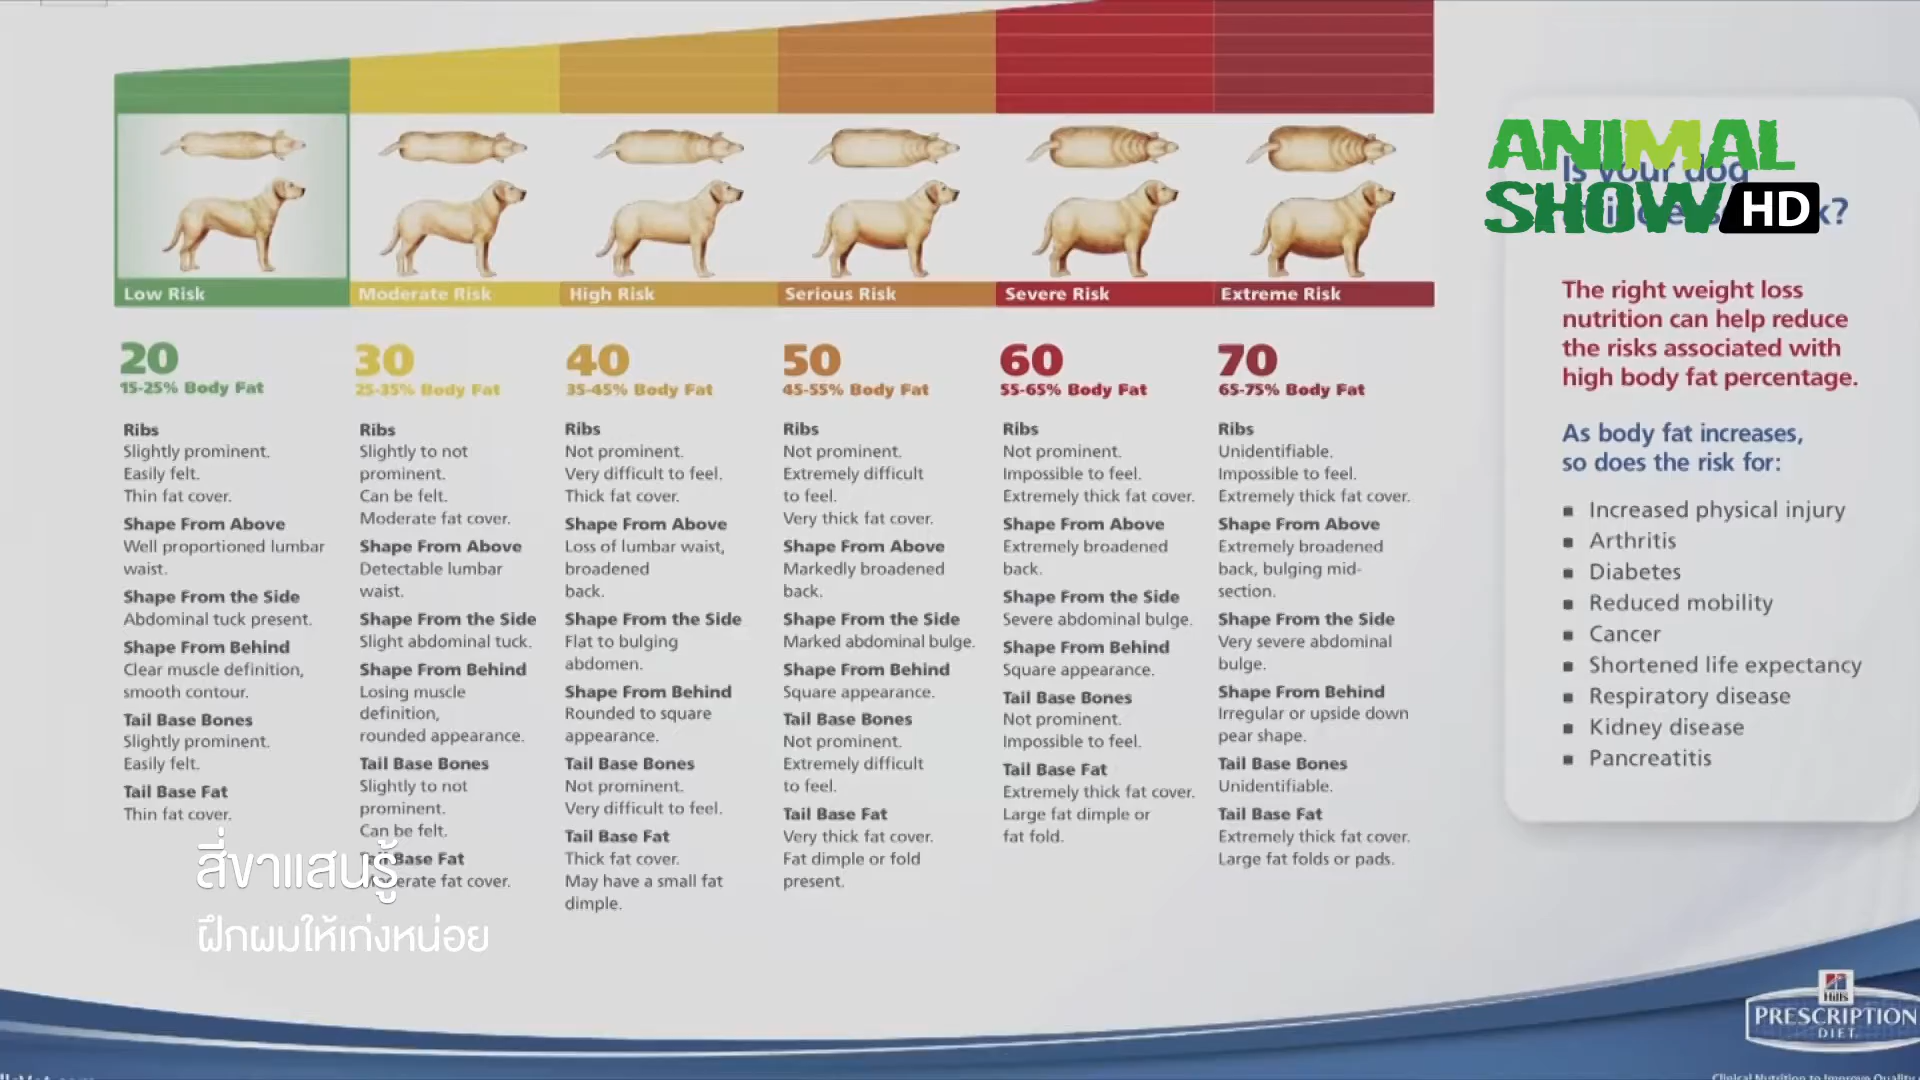 ANIMAL
SHOW HD
Low Risk
Moderate Risk
High Risk
Serious Risk
Severe Risk
Extreme Risk
20
15-25% Body Fat
Ribs
Slightly prominent.
Easily felt.
Thin fat cover.
Shape From Above
Well proportioned lumbar
waist.
Shape From the Side
Abdominal tuck present.
Shape From Behind
Clear muscle definition,
smooth contour.
Tail Base Bones
Slightly prominent.
Easily felt.
Tail Base Fat
Thin fat cover.
30
25-35% Body Fat
Ribs
Slightly to not
prominent.
Can be felt.
Moderate fat cover.
Shape From Above
Detectable lumbar
waist.
Shape From the Side
Slight abdominal tuck.
Shape From Behind
Losing muscle
definition,
rounded appearance.
Tail Base Bones
Slightly to not
prominent.
Can be felt.
Tail Base Fat
Moderate fat cover.
40
35-45% Body Fat
Ribs
Not prominent.
Very difficult to feel.
Thick fat cover.
Shape From Above
Loss of lumbar waist,
broadened
back.
Shape From the Side
Flat to bulging
abdomen.
Shape From Behind
Rounded to square
appearance.
Tail Base Bones
Not prominent.
Very difficult to feel.
Tail Base Fat
Thick fat cover.
May have a small fat
dimple.
50
45-55% Body Fat
Ribs
Not prominent.
Extremely difficult
to feel.
Very thick fat cover.
Shape From Above
Markedly broadened
back.
Shape From the Side
Marked abdominal bulge.
Shape From Behind
Square appearance.
Tail Base Bones
Not prominent.
Extremely difficult
to feel.
Tail Base Fat
Very thick fat cover.
Fat dimple or fold
present.
60
55-65% Body Fat
Ribs
Not prominent.
Impossible to feel.
Extremely thick fat cover.
Shape From Above
Extremely broadened
back.
Shape From the Side
Severe abdominal bulge.
Shape From Behind
Square appearance.
Tail Base Bones
Not prominent.
Impossible to feel.
Tail Base Fat
Extremely thick fat cover.
Large fat dimple or
fat fold.
70
65-75% Body Fat
Ribs
Unidentifiable.
Impossible to feel.
Extremely thick fat cover.
Shape From Above
Extremely broadened
back, bulging mid-
section.
Shape From the Side
Very severe abdominal
bulge.
Shape From Behind
Irregular or upside down
pear shape.
Tail Base Bones
Unidentifiable.
Tail Base Fat
Extremely thick fat cover.
Large fat folds or pads.
Is your dog
The right weight loss
nutrition can help reduce
the risks associated with
high body fat percentage.
As body fat increases,
so does the risk for:
Increased physical injury
Arthritis
Diabetes
Reduced mobility
Cancer
Shortened life expectancy
Respiratory disease
Kidney disease
Pancreatitis
สี่ขาแสนรู้
ฝึกผมให้เก่งหน่อย
Hill's
PRESCRIPTION
DIET
Clinical Nutrition to Improve Quality